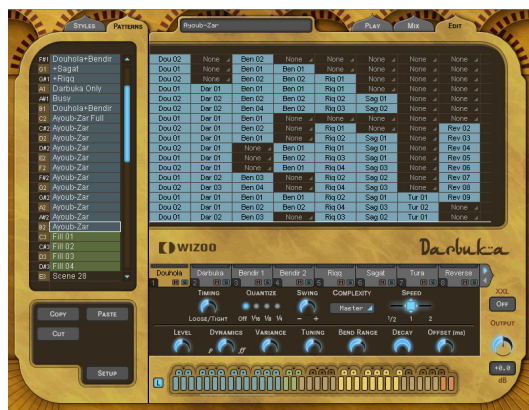 STYLES PATTERNS Ayoub-Zar PLAY MIX EDIT
F#1 Douhola+Bendir
G1 +Sagat
G#1 +Riqq
A1 Darbuka Only
A#1 Busy
B1 Douhola+Bendir
C2 Ayoub-Zar Full
C#2 Ayoub-Zar
D2 Ayoub-Zar
D#2 Ayoub-Zar
E2 Ayoub-Zar
F2 Ayoub-Zar
F#2 Ayoub-Zar
G2 Ayoub-Zar
G#2 Ayoub-Zar
A2 Ayoub-Zar
A#2 Ayoub-Zar
B2 Ayoub-Zar
C3 Fill 01
C#3 Fill 02
D3 Fill 03
D#3 Fill 04
E3 Scene 28
Dou 02 None Ben 02 None None None None None
Dou 01 None Ben 01 Ben 01 None None None None
Dou 02 None Ben 02 Ben 02 Riq 01 None None None
Dou 01 Dar 01 Ben 01 Ben 01 Riq 01 None None None
Dou 02 Dar 02 Ben 02 Ben 02 Riq 02 Sag 01 None None
Dou 02 Dar 04 Ben 02 Ben 02 Riq 03 Sag 02 None None
Dou 01 Dar 01 Ben 01 None None None None None
Dou 02 Dar 02 Ben 02 None Riq 01 None None Rev 02
Dou 01 Dar 01 Ben 01 None Riq 02 Sag 01 None Rev 03
Dou 01 Dar 01 None Ben 01 Riq 01 Sag 01 None Rev 04
Dou 01 Dar 01 None Ben 02 Riq 03 Sag 01 None Rev 05
Dou 01 Dar 01 None Ben 01 Riq 04 Sag 03 None Rev 06
Dou 02 Dar 02 Ben 03 None Riq 02 Sag 02 None Rev 07
Dou 02 Dar 03 Ben 04 None Riq 01 Sag 03 None Rev 08
Dou 01 Dar 01 Ben 01 Ben 01 Riq 03 Sag 01 Tur 01 Rev 09
Dou 02 Dar 02 Ben 02 Ben 02 Riq 04 Sag 03 Tur 02 None
Dou 02 Dar 02 Ben 03 None Riq 01 Sag 02 Tur 01 None
WIZOO Darbuka
Douhola Darbuka Bendir 1 Bendir 2 Riqq Sagat Tura Reverse
1 M S 2 M S 3 M S 4 M S 5 M S 6 M S 7 M S 8 M S
TIMING QUANTIZE SWING COMPLEXITY SPEED
Master
LOOSE/TIGHT OFF 1/16 1/8 1/4 - + 1/2 1 2
LEVEL DYNAMICS VARIANCE TUNING BEND RANGE DECAY OFFSET (ms)
p ff
L
COPY PASTE
CUT
SETUP
XXL
OFF
OUTPUT
+0.0
dB